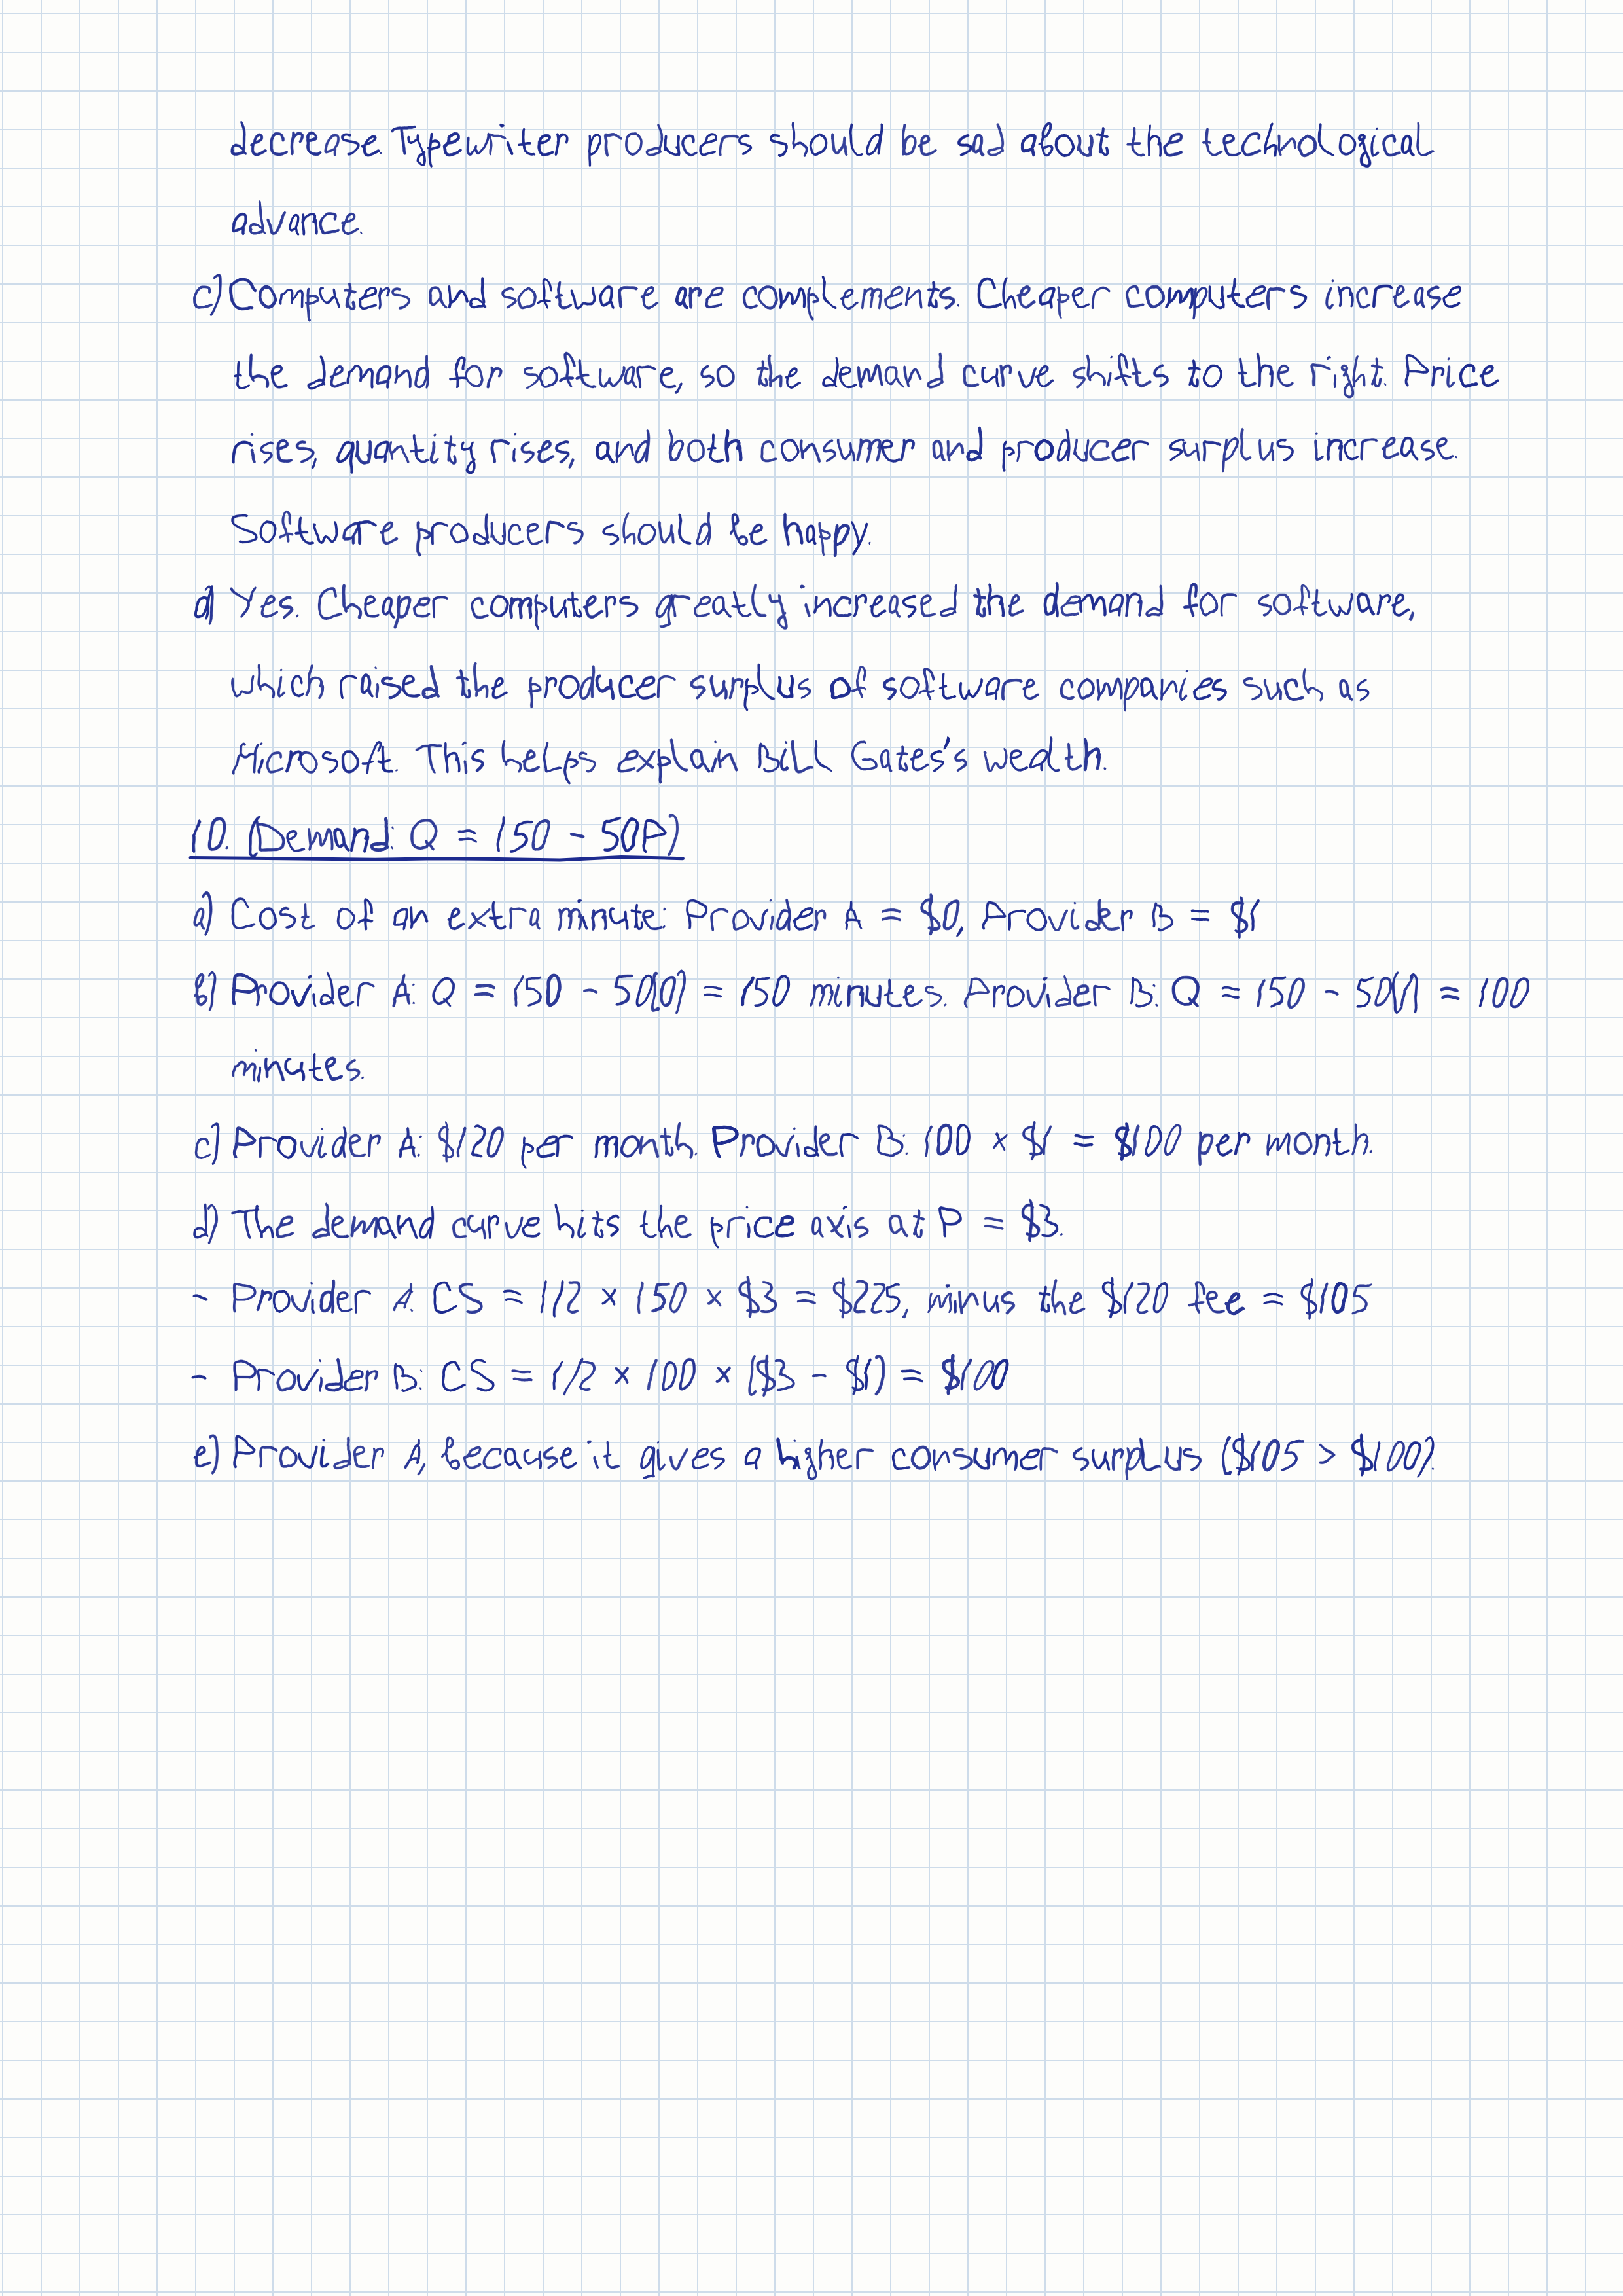 decrease. Typewriter producers should be sad about the technological
advance.
c) Computers and software are complements. Cheaper computers increase
the demand for software, so the demand curve shifts to the right. Price
rises, quantity rises, and both consumer and producer surplus increase.
Software producers should be happy.
d) Yes. Cheaper computers greatly increased the demand for software,
which raised the producer surplus of software companies such as
Microsoft. This helps explain Bill Gates's wealth.
10. (Demand: Q = 150 - 50P)
a) Cost of an extra minute: Provider A = $0, Provider B = $1
b) Provider A: Q = 150 - 50(0) = 150 minutes. Provider B: Q = 150 - 50(1) = 100
minutes.
c) Provider A: $120 per month. Provider B: 100 × $1 = $100 per month.
d) The demand curve hits the price axis at P = $3.
- Provider A: CS = 1/2 × 150 × $3 = $225, minus the $120 fee = $105
- Provider B: CS = 1/2 × 100 × ($3 - $1) = $100
e) Provider A, because it gives a higher consumer surplus ($105 > $100).